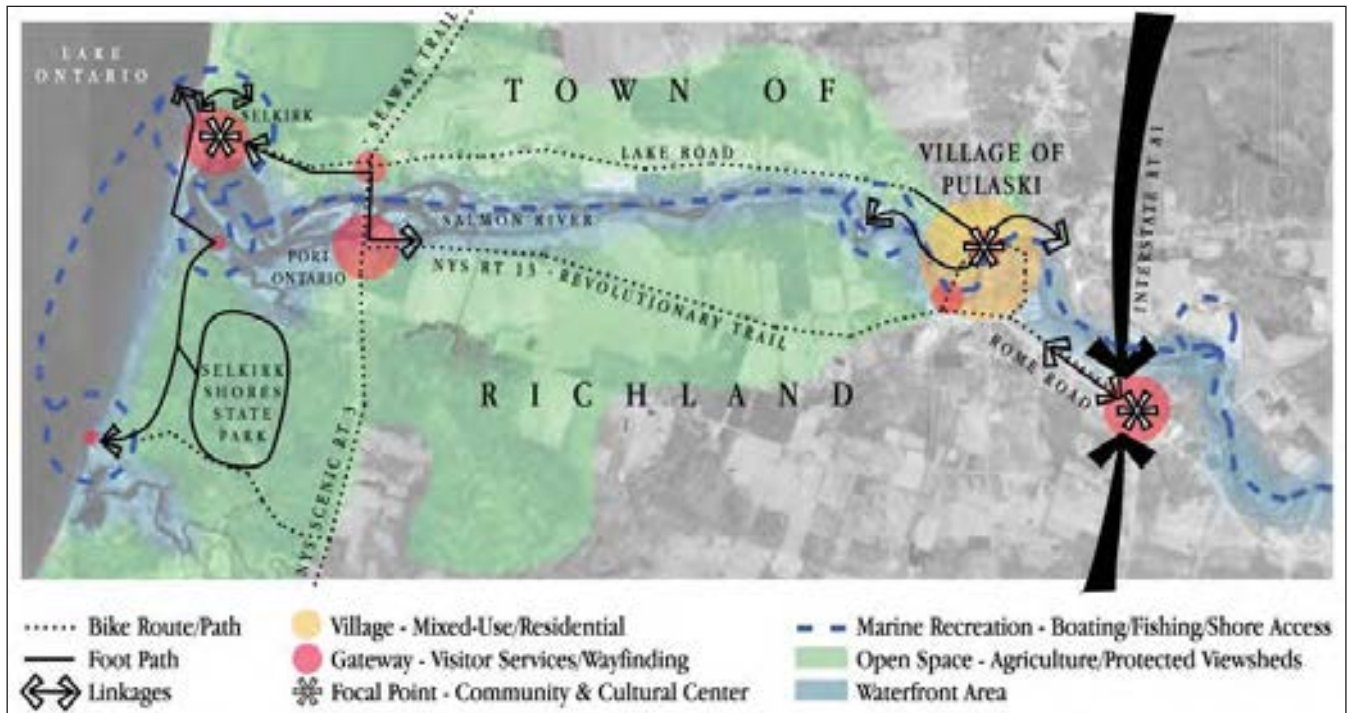 LAKE
ONTARIO
SELKIRK
SEAWAY TRAIL
TOWN OF
LAKE ROAD
VILLAGE OF
PULASKI
INTERSTATE RT 81
SALMON RIVER
PORT
ONTARIO
NYS RT 13 - REVOLUTIONARY TRAIL
ROME ROAD
SELKIRK
SHORES
STATE
PARK
RICHLAND
NYS SCENIC RT 3
Bike Route/Path
Foot Path
Linkages
Village - Mixed-Use/Residential
Gateway - Visitor Services/Wayfinding
Focal Point - Community & Cultural Center
Marine Recreation - Boating/Fishing/Shore Access
Open Space - Agriculture/Protected Viewsheds
Waterfront Area